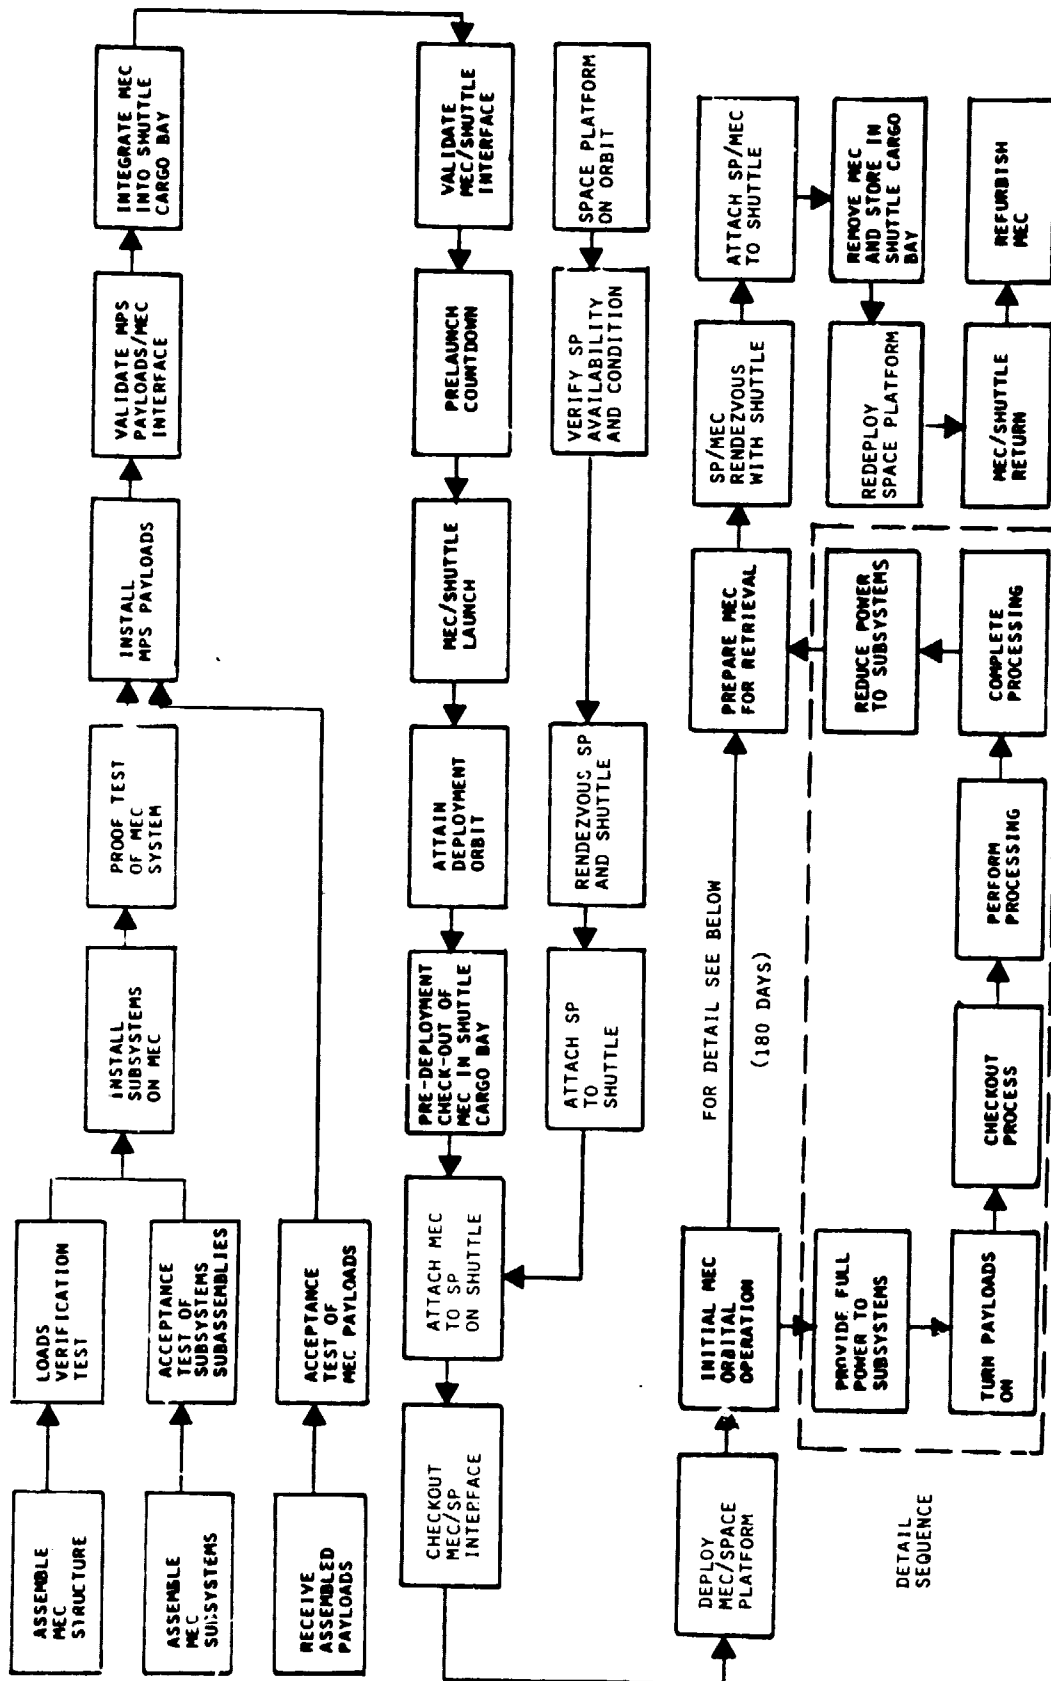 ASSEMBLE
MEC
STRUCTURE
LOADS
VERIFICATION
TEST
ASSEMBLE
MEC
SUBSYSTEMS
ACCEPTANCE
TEST OF
SUBSYSTEMS
SUBASSEMBLIES
INSTALL
SUBSYSTEMS
ON MEC
PROOF TEST
OF MEC
SYSTEM
INSTALL
MPS PAYLOADS
VALIDATE MPS
PAYLOADS/MEC
INTERFACE
INTEGRATE MEC
INTO SHUTTLE
CARGO BAY
RECEIVE
ASSEMBLED
PAYLOADS
ACCEPTANCE
TEST OF
MEC PAYLOADS
VALIDATE
MEC/SHUTTLE
INTERFACE
PRELAUNCH
COUNTDOWN
MEC/SHUTTLE
LAUNCH
ATTAIN
DEPLOYMENT
ORBIT
PRE-DEPLOYMENT
CHECK-OUT OF
MEC IN SHUTTLE
CARGO BAY
ATTACH MEC
TO SP
ON SHUTTLE
CHECKOUT
MEC/SP
INTEPFACE
SPACE PLATFORM
ON ORBIT
VERIFY SP
AVAILABILITY
AND CONDITION
RENDEZVOUS SP
AND SHUTTLE
ATTACH SP
TO
SHUTTLE
DEPLOY
MEC/SPACE
PLATFORM
INITIAL MEC
ORBITAL
OPERATION
FOR DETAIL SEE BELOW
(180 DAYS)
PREPARE MEC
FOR RETRIEVAL
SP/MEC
RENDEZVOUS
WITH SHUTTLE
ATTACH SP/MEC
TO SHUTTLE
REMOVE MEC
AND STORE IN
SHUTTLE CARGO
BAY
REDEPLOY
SPACE PLATFORM
MEC/SHUTTLE
RETURN
REFURBISH
MEC
DETAIL
SEQUENCE
PROVIDE FULL
POWER TO
SUBSYSTEMS
TURN PAYLOADS
ON
CHECKOUT
PROCESS
PERFORM
PROCESSING
COMPLETE
PROCESSING
REDUCE POWER
TO SUBSYSTEMS